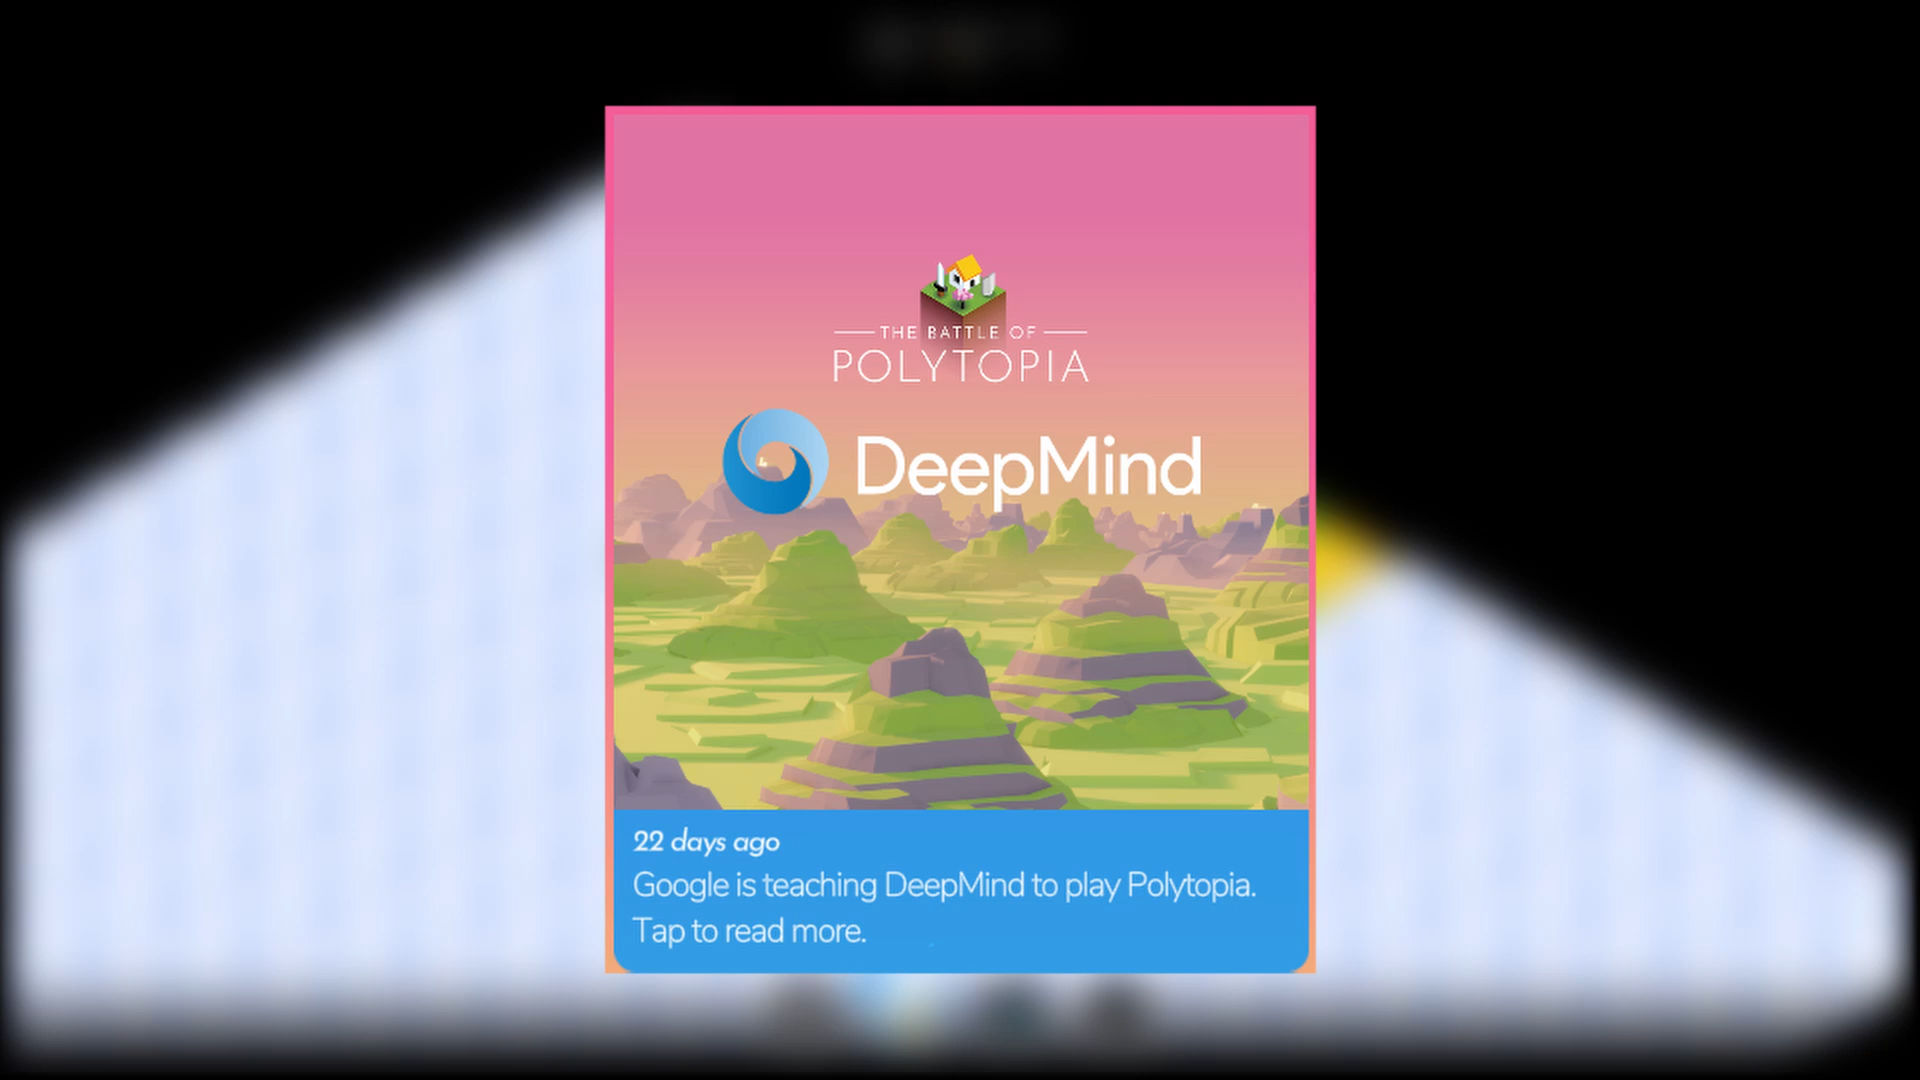 THE BATTLE OF
POLYTOPIA
DeepMind
22 days ago
Google is teaching DeepMind to play Polytopia.
Tap to read more.